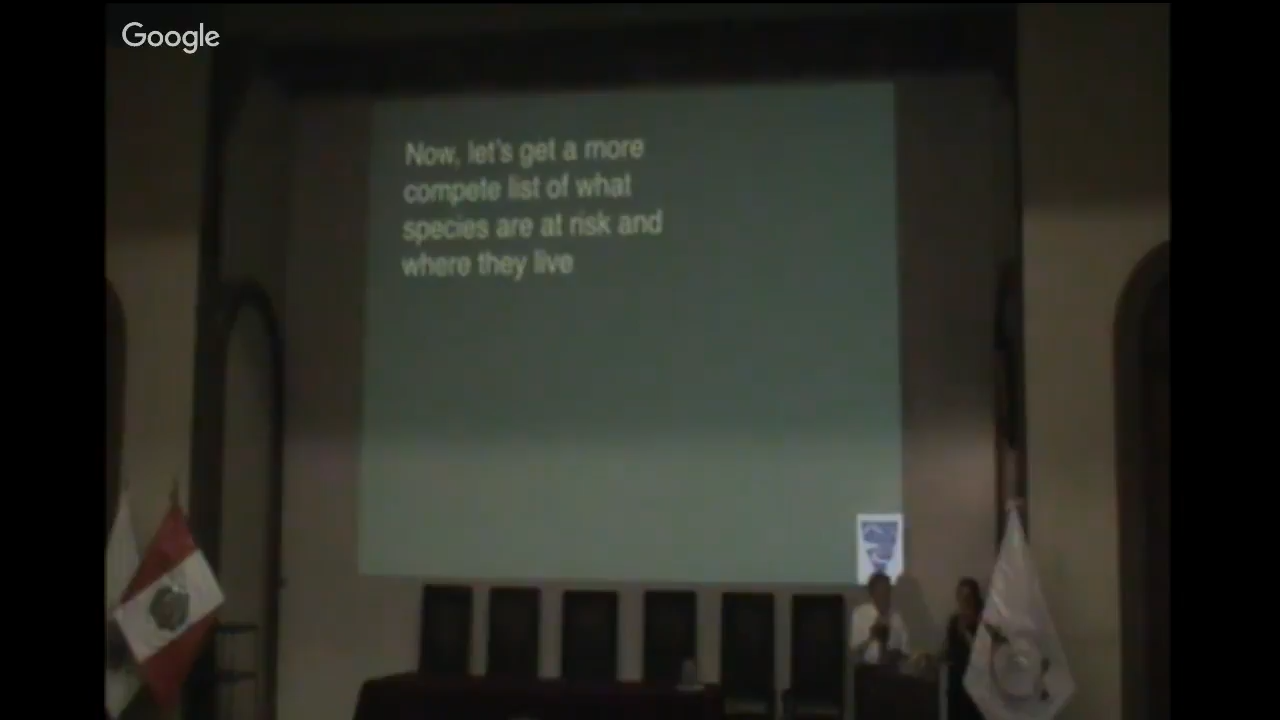 Google
Now, let's get a more
compete list of what
species are at risk and
where they live